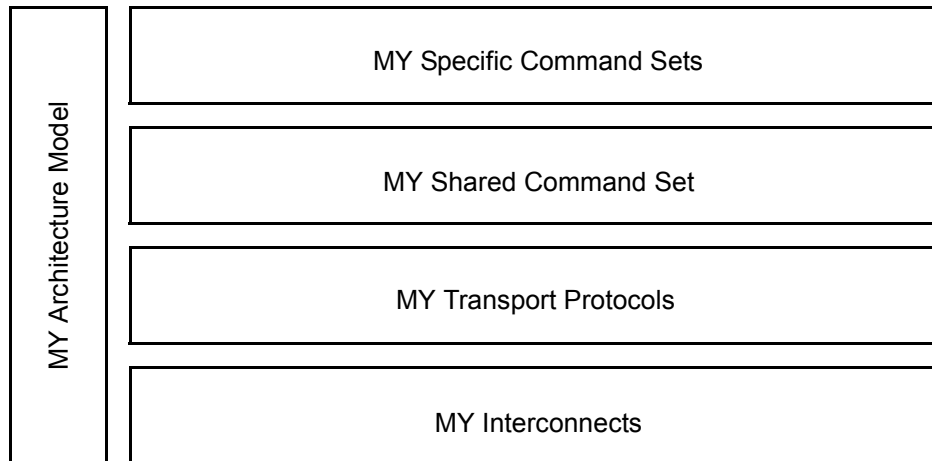 MY Architecture Model
MY Specific Command Sets
MY Shared Command Set
MY Transport Protocols
MY Interconnects